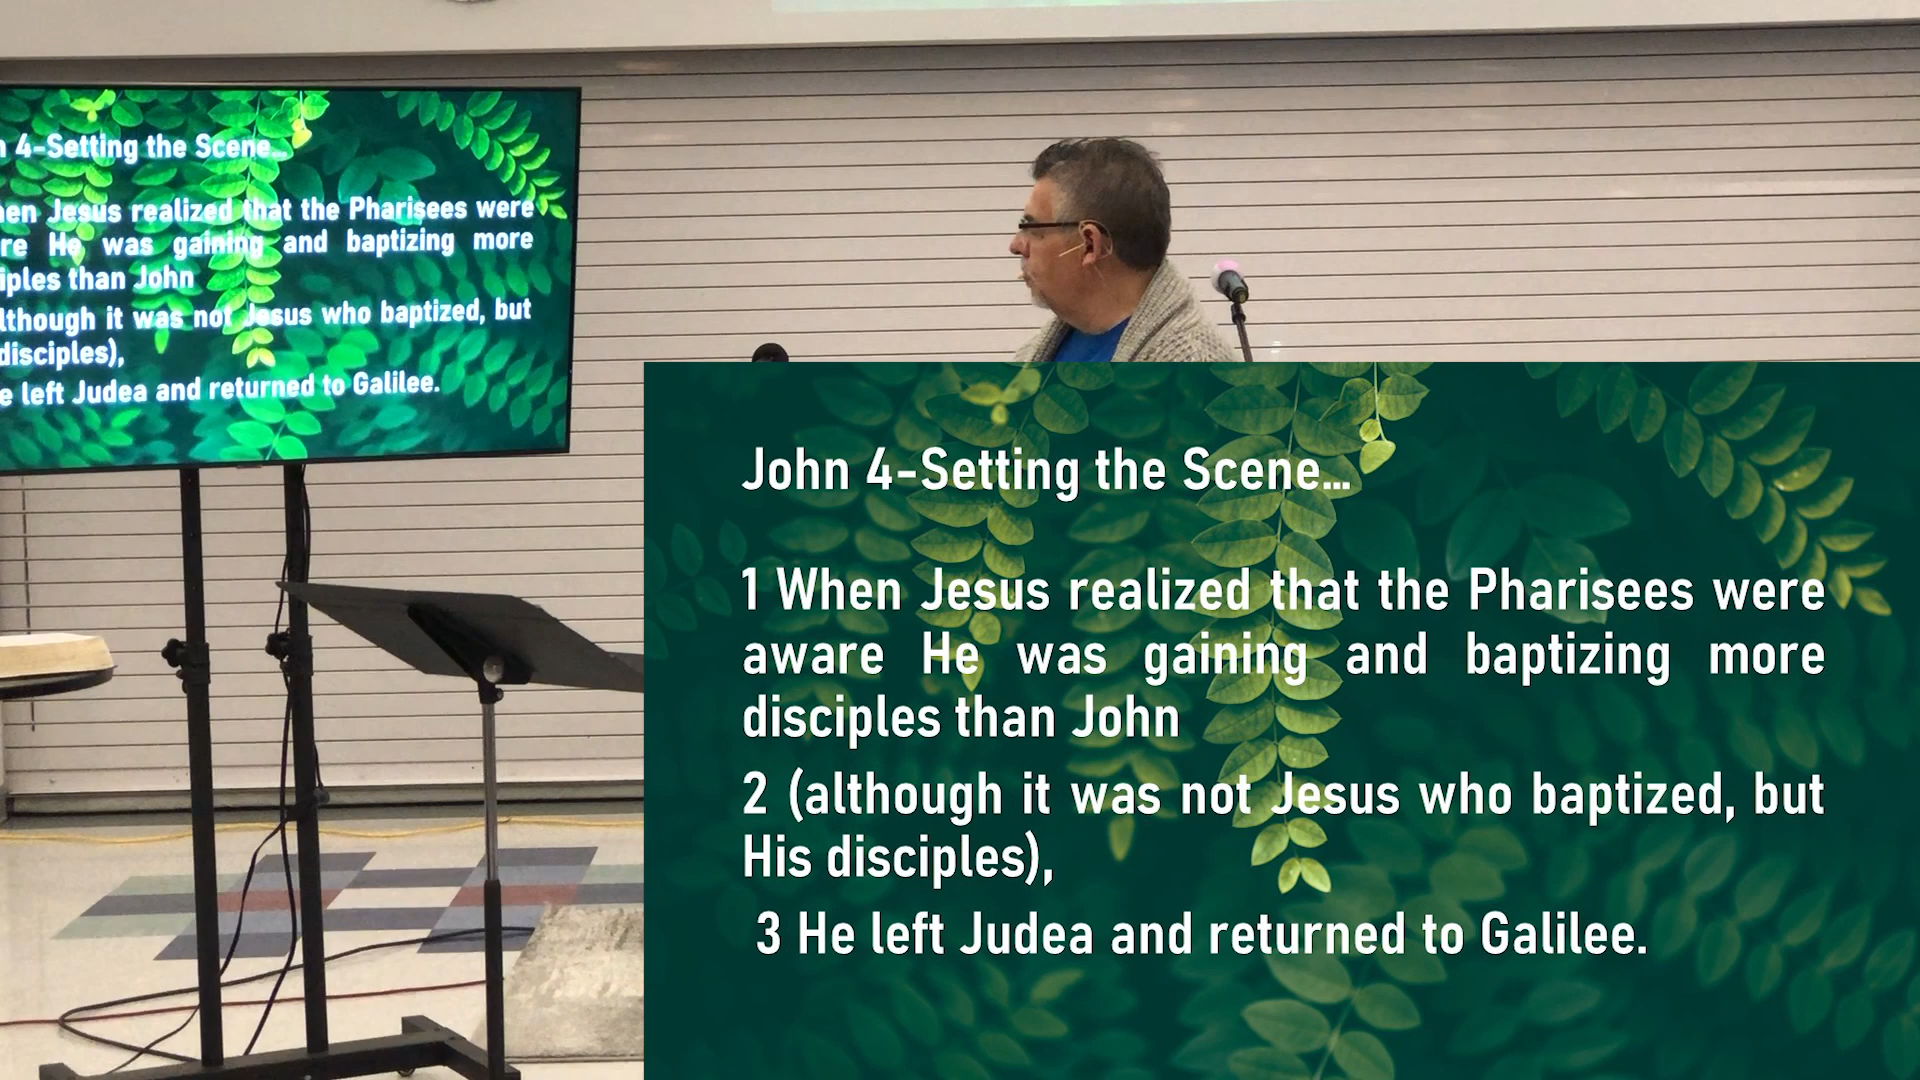 4-Setting the Scene...
Jesus realized that the Pharisees were
He was gaining and baptizing more
than John
it was not Jesus who baptized, but
disciples),
left Judea and returned to Galilee.
John 4-Setting the Scene...
1 When Jesus realized that the Pharisees were
aware He was gaining and baptizing more
disciples than John
2 (although it was not Jesus who baptized, but
His disciples),
3 He left Judea and returned to Galilee.